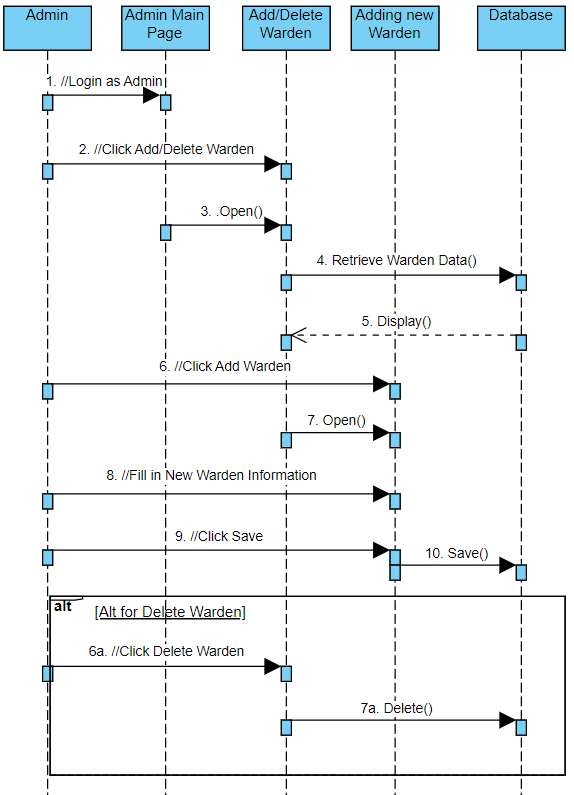 Admin
Admin Main
Page
Add/Delete
Warden
Adding new
Warden
Database
1. //Login as Admin
2. //Click Add/Delete Warden
3. .Open()
4. Retrieve Warden Data()
5. Display()
6. //Click Add Warden
7. Open()
8. //Fill in New Warden Information
9. //Click Save
10. Save()
alt
[Alt for Delete Warden]
6a. //Click Delete Warden
7a. Delete()